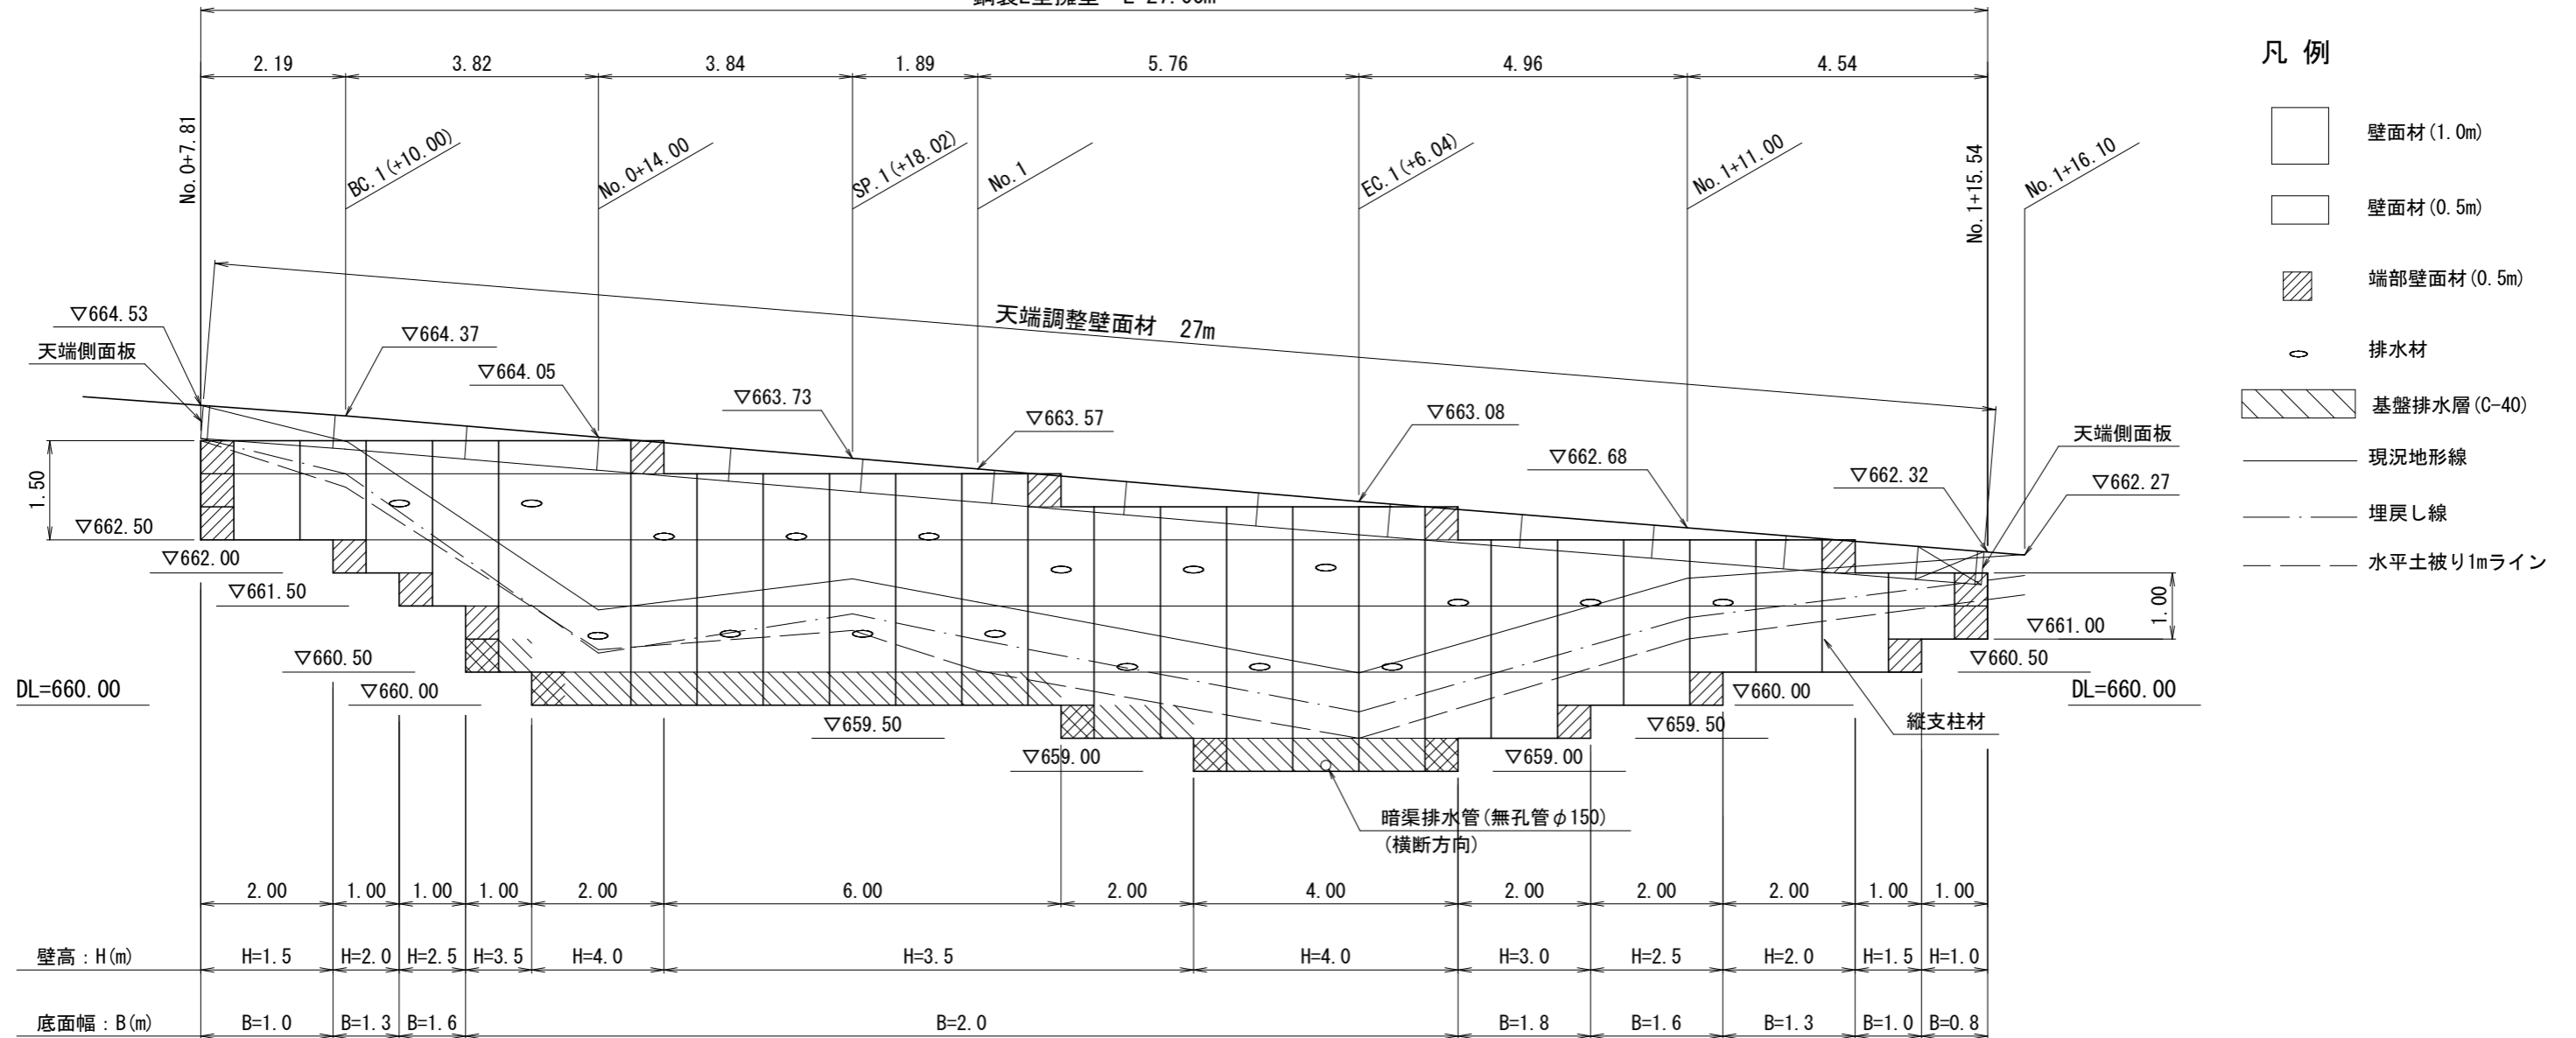 2.19 3.82 3.84 1.89 5.76 4.96 4.54
No.0+7.81
BC.1(+10.00)
No.0+14.00
SP.1(+18.02)
No.1
EC.1(+6.04)
No.1+11.00
No.1+15.54
No.1+16.10
天端調整壁面材 27m
▽664.53
天端側面板
▽664.37
▽664.05
▽663.73
▽663.57
▽663.08
▽662.68
▽662.32
天端側面板
▽662.27
1.50
▽662.50
▽662.00
▽661.50
▽660.50
▽660.00
DL=660.00
▽659.50
▽659.00
▽659.00
▽659.50
▽660.00
▽660.50
▽661.00
1.00
DL=660.00
縦支柱材
暗渠排水管(無孔管φ150)
(横断方向)
2.00 1.00 1.00 1.00 2.00 6.00 2.00 4.00 2.00 2.00 2.00 1.00 1.00
壁高:H(m) H=1.5 H=2.0 H=2.5 H=3.5 H=4.0 H=3.5 H=4.0 H=3.0 H=2.5 H=2.0 H=1.5 H=1.0
底面幅:B(m) B=1.0 B=1.3 B=1.6 B=2.0 B=1.8 B=1.6 B=1.3 B=1.0 B=0.8
凡 例
壁面材(1.0m)
壁面材(0.5m)
端部壁面材(0.5m)
排水材
基盤排水層(C-40)
現況地形線
埋戻し線
水平土被り1mライン